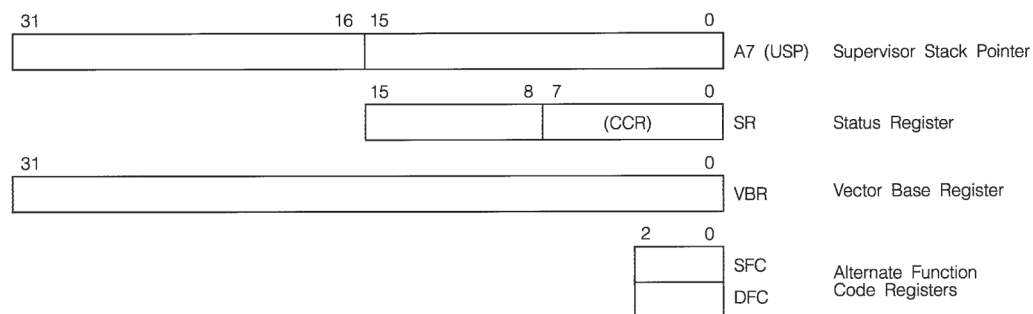 31 16 15 0
A7 (USP) Supervisor Stack Pointer
15 8 7 0
(CCR) SR Status Register
31 0
VBR Vector Base Register
2 0
SFC
Alternate Function
DFC
Code Registers